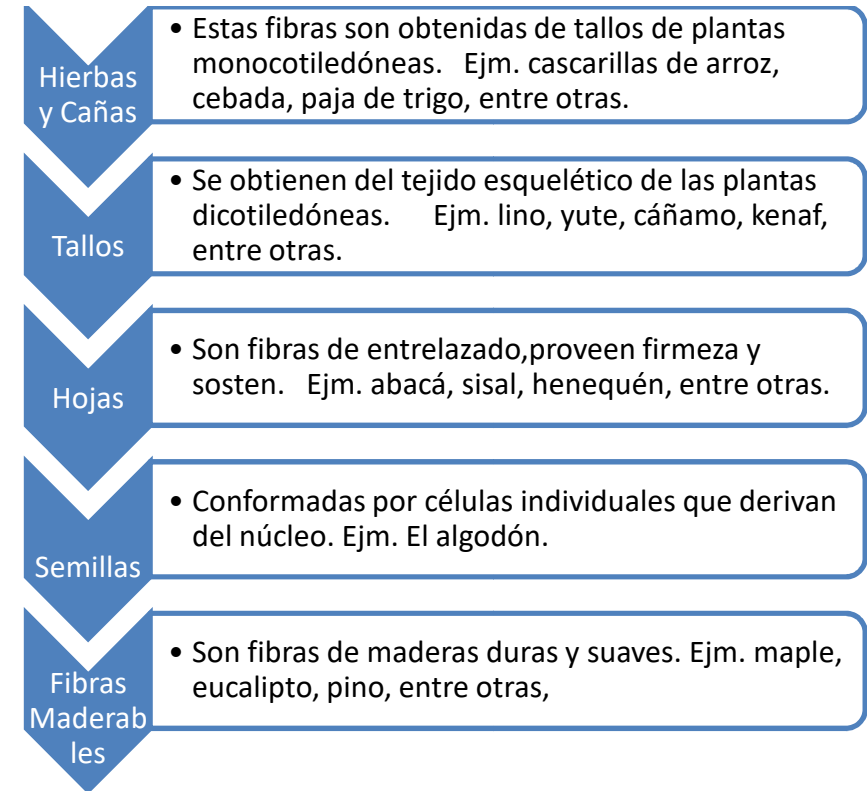 Hierbas
y Cañas
• Estas fibras son obtenidas de tallos de plantas
monocotiledóneas. Ejm. cascarillas de arroz,
cebada, paja de trigo, entre otras.
Tallos
• Se obtienen del tejido esquelético de las plantas
dicotiledóneas. Ejm. lino, yute, cáñamo, kenaf,
entre otras.
Hojas
• Son fibras de entrelazado,proveen firmeza y
sosten. Ejm. abacá, sisal, henequén, entre otras.
Semillas
• Conformadas por células individuales que derivan
del núcleo. Ejm. El algodón.
Fibras
Maderab
les
• Son fibras de maderas duras y suaves. Ejm. maple,
eucalipto, pino, entre otras,